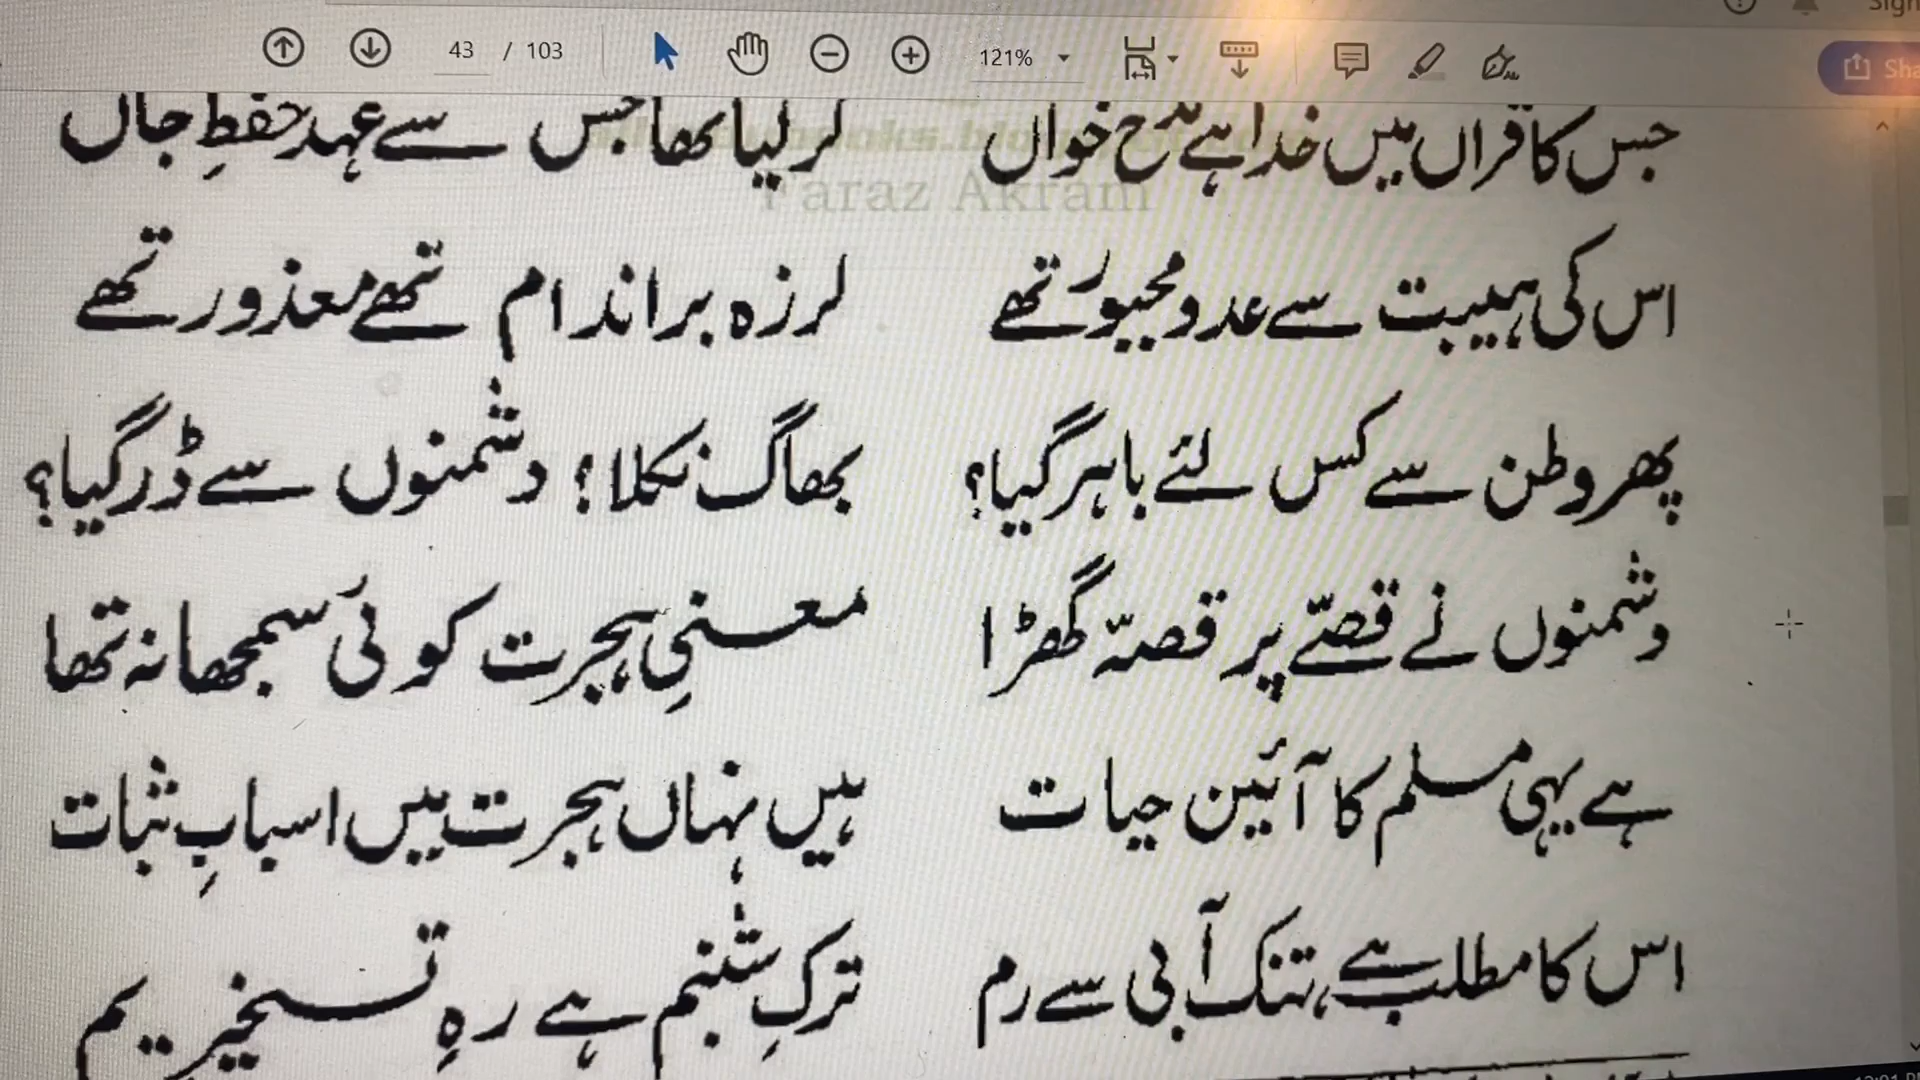 Sign
43 / 103 121% Sha
جس کا قرآں میں خدا ہے مدح خواں کر لیا تھا جس سے عہد حفظِ جاں
Faraz Akram
اس کی ہیبت سے عدو مجبور تھے لرزہ بر اندام تھے معذور تھے
پھر وطن سے کس لئے باہر گیا؟ بھاگ نکلا؟ دشمنوں سے ڈر گیا؟
دشمنوں نے قصّے پر قصہّ گھڑا معنیِ ہجرت کوئی سمجھا نہ تھا
ہے یہی مسلم کا آئین حیات ہیں نہاں ہجرت میں اسبابِ ثبات
اس کا مطلب ہے، تنک آبی سے رم ترکِ شبنم ہے رہِ تسخیرِ یم